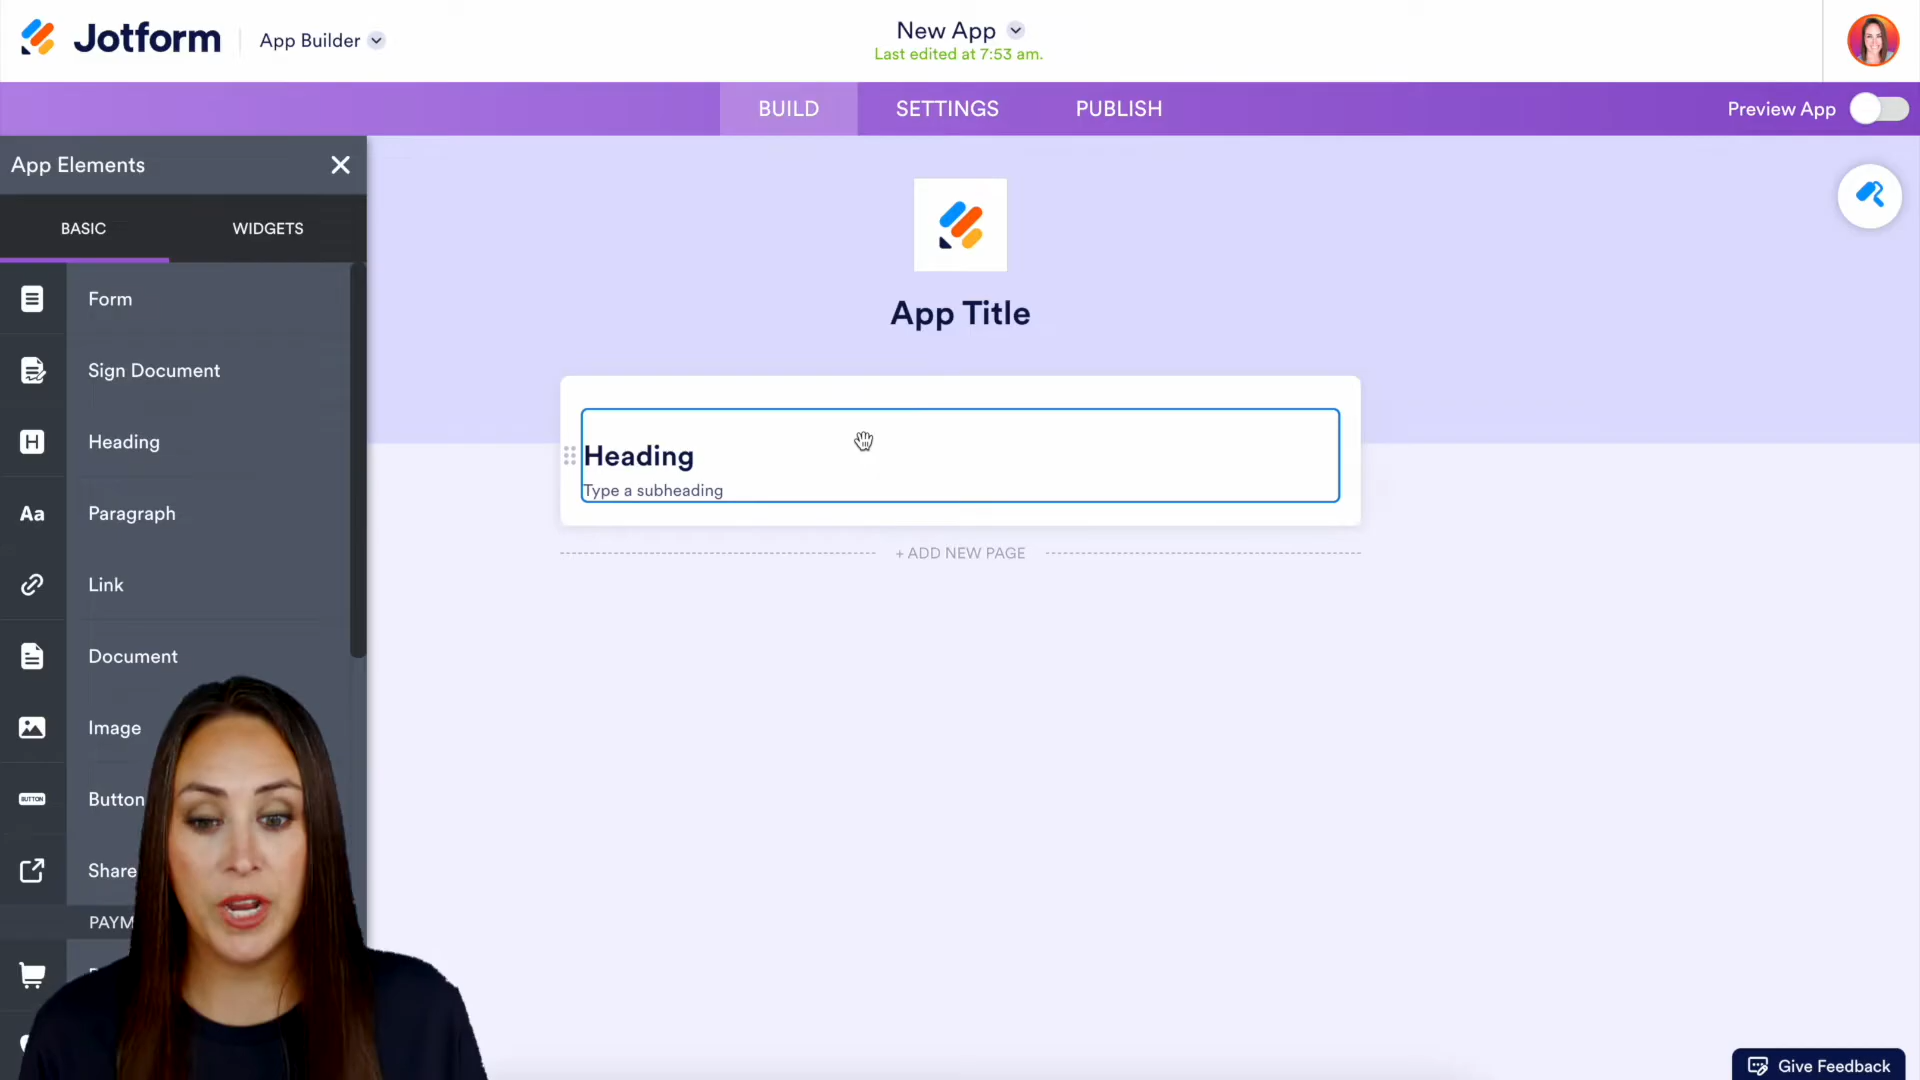 Jotform
App Builder
New App
Last edited at 7:53 am.
BUILD
SETTINGS
PUBLISH
Preview App
App Elements
BASIC
WIDGETS
Form
Sign Document
H
Heading
Aa
Paragraph
Link
Document
Image
BUTTON
Button
Share
PAYM
App Title
Heading
Type a subheading
+ ADD NEW PAGE
Give Feedback